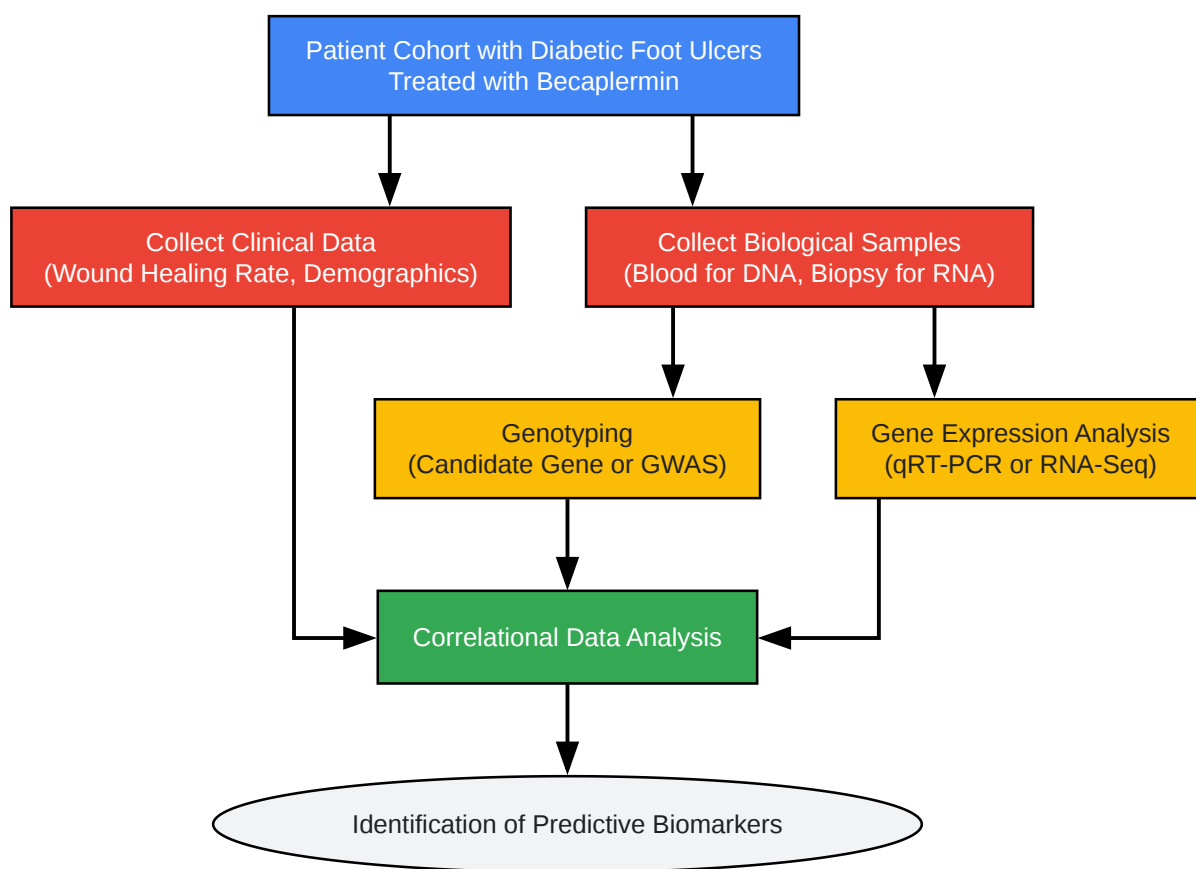 Patient Cohort with Diabetic Foot Ulcers
Treated with Becaplermin
Collect Clinical Data
(Wound Healing Rate, Demographics)
Collect Biological Samples
(Blood for DNA, Biopsy for RNA)
Genotyping
(Candidate Gene or GWAS)
Gene Expression Analysis
(qRT-PCR or RNA-Seq)
Correlational Data Analysis
Identification of Predictive Biomarkers